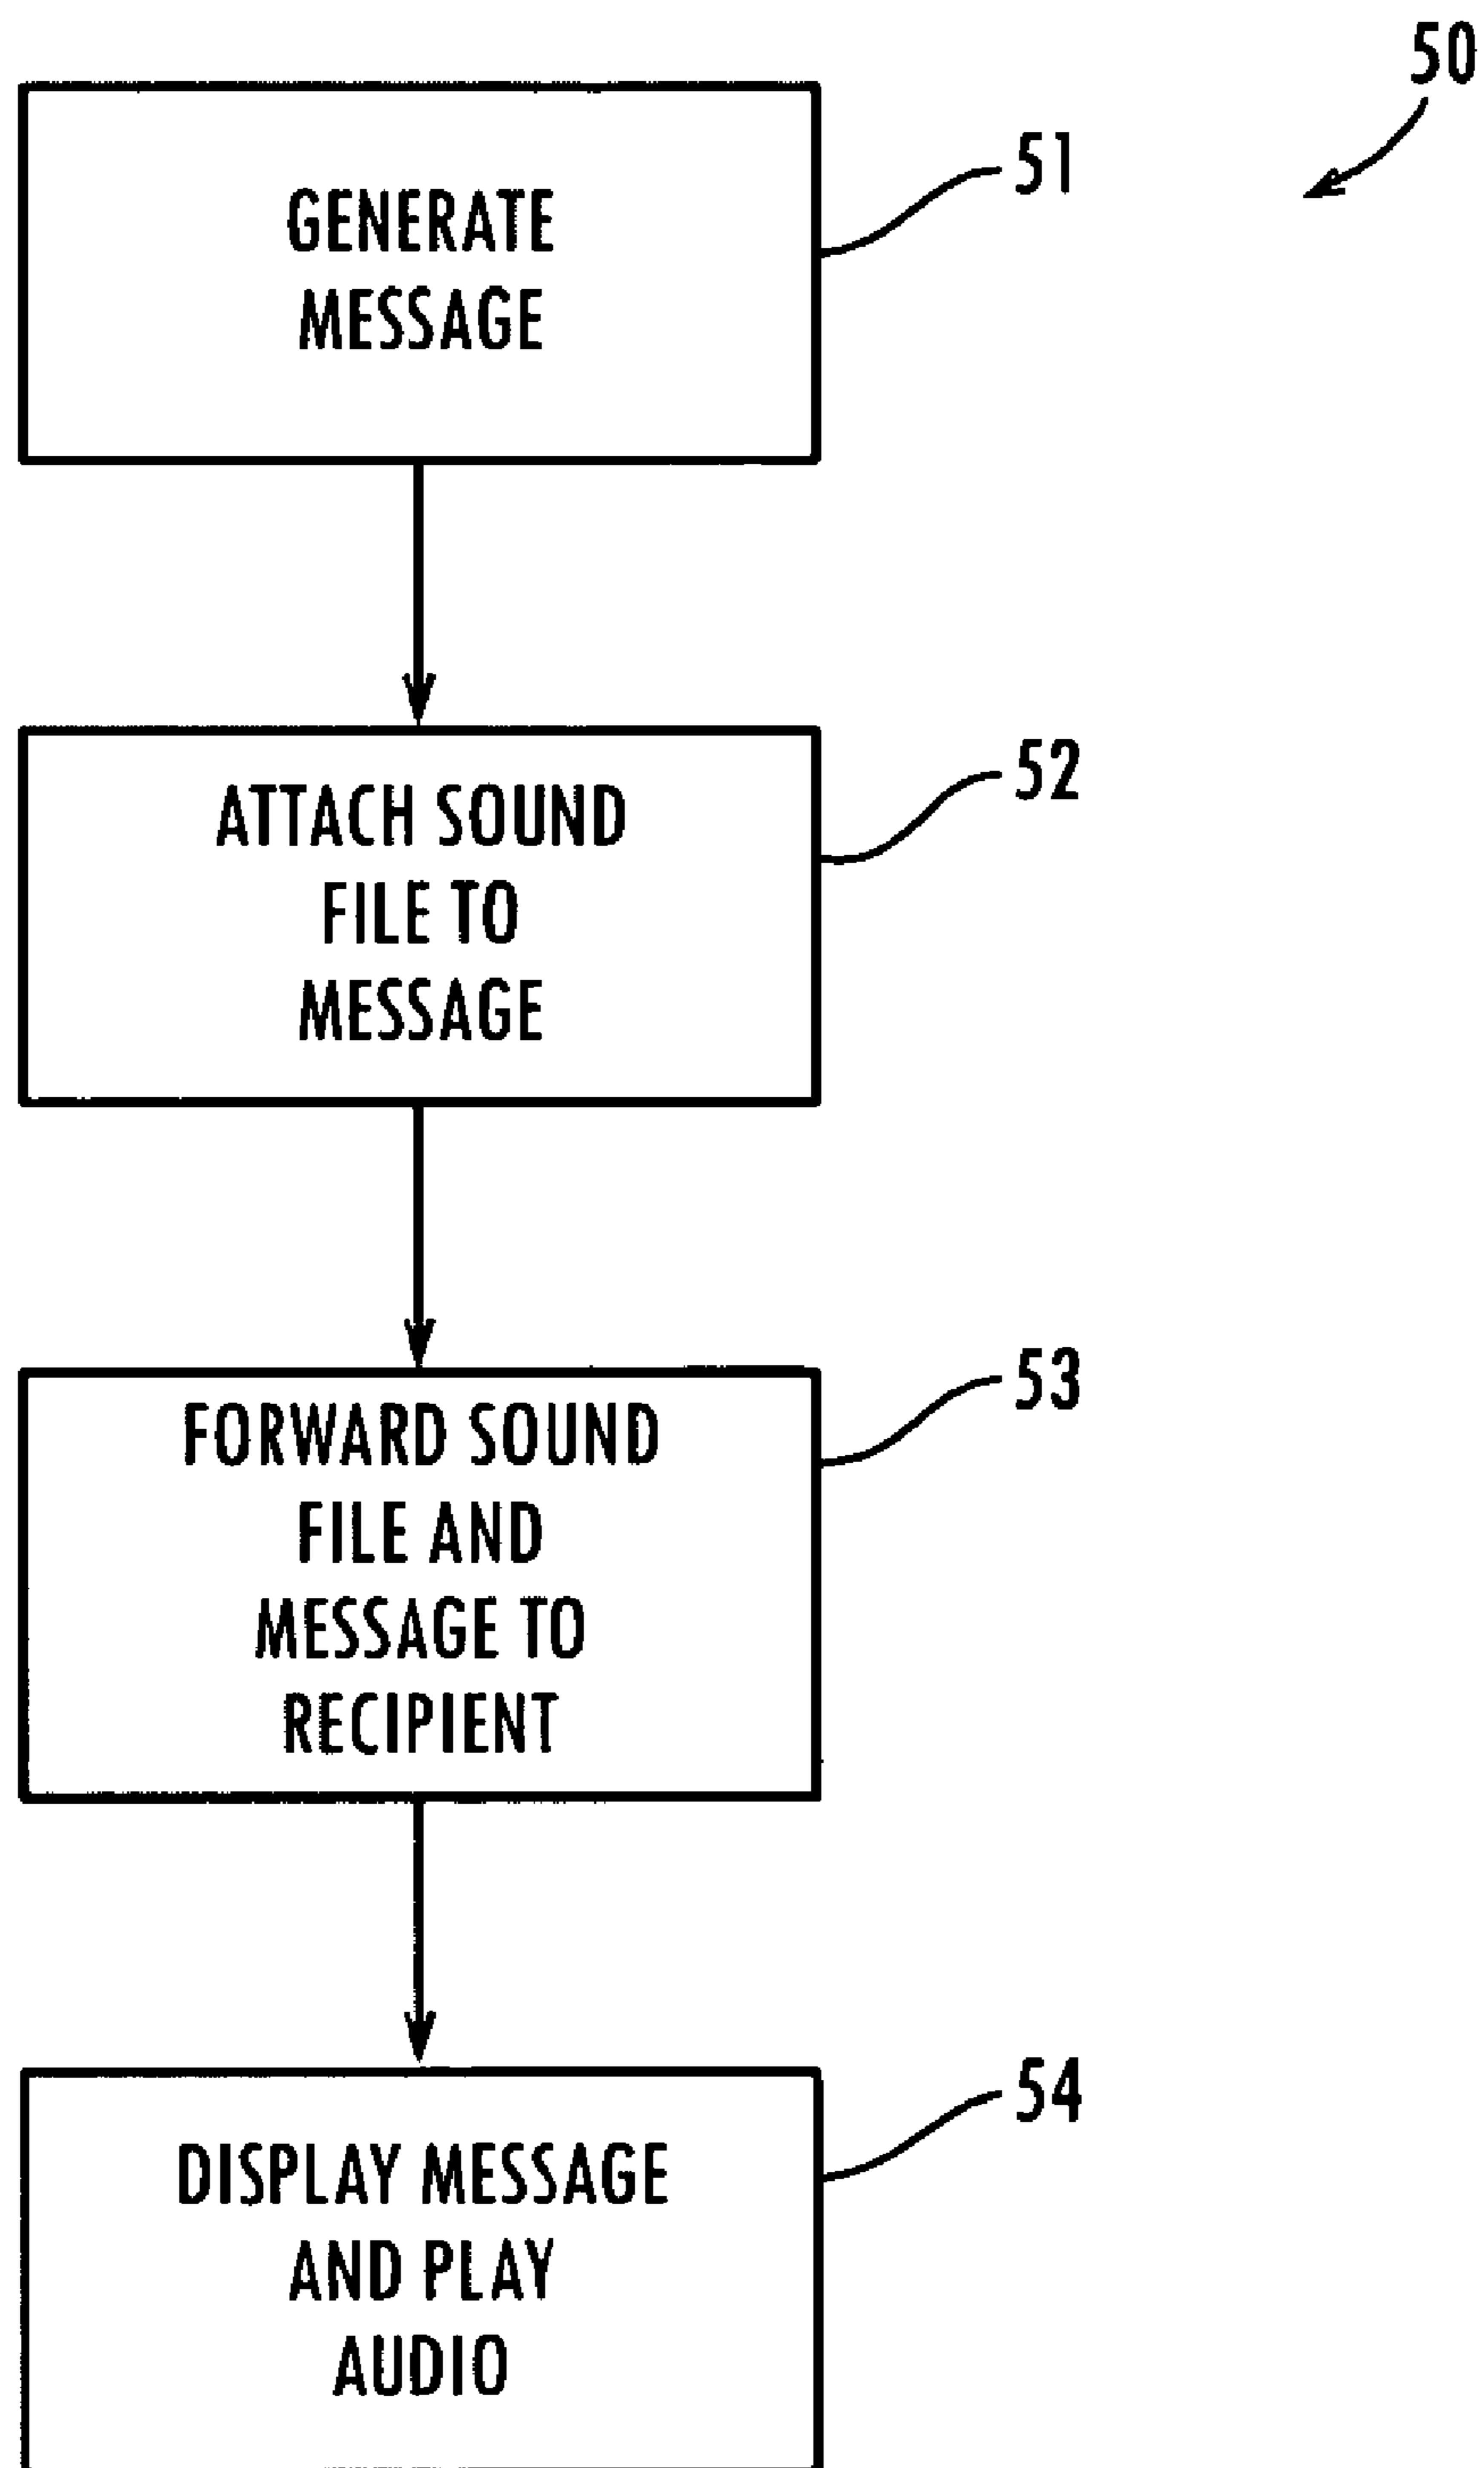 50
GENERATE
MESSAGE
51
ATTACH SOUND
FILE TO
MESSAGE
52
FORWARD SOUND
FILE AND
MESSAGE TO
RECIPIENT
53
DISPLAY MESSAGE
AND PLAY
AUDIO
54